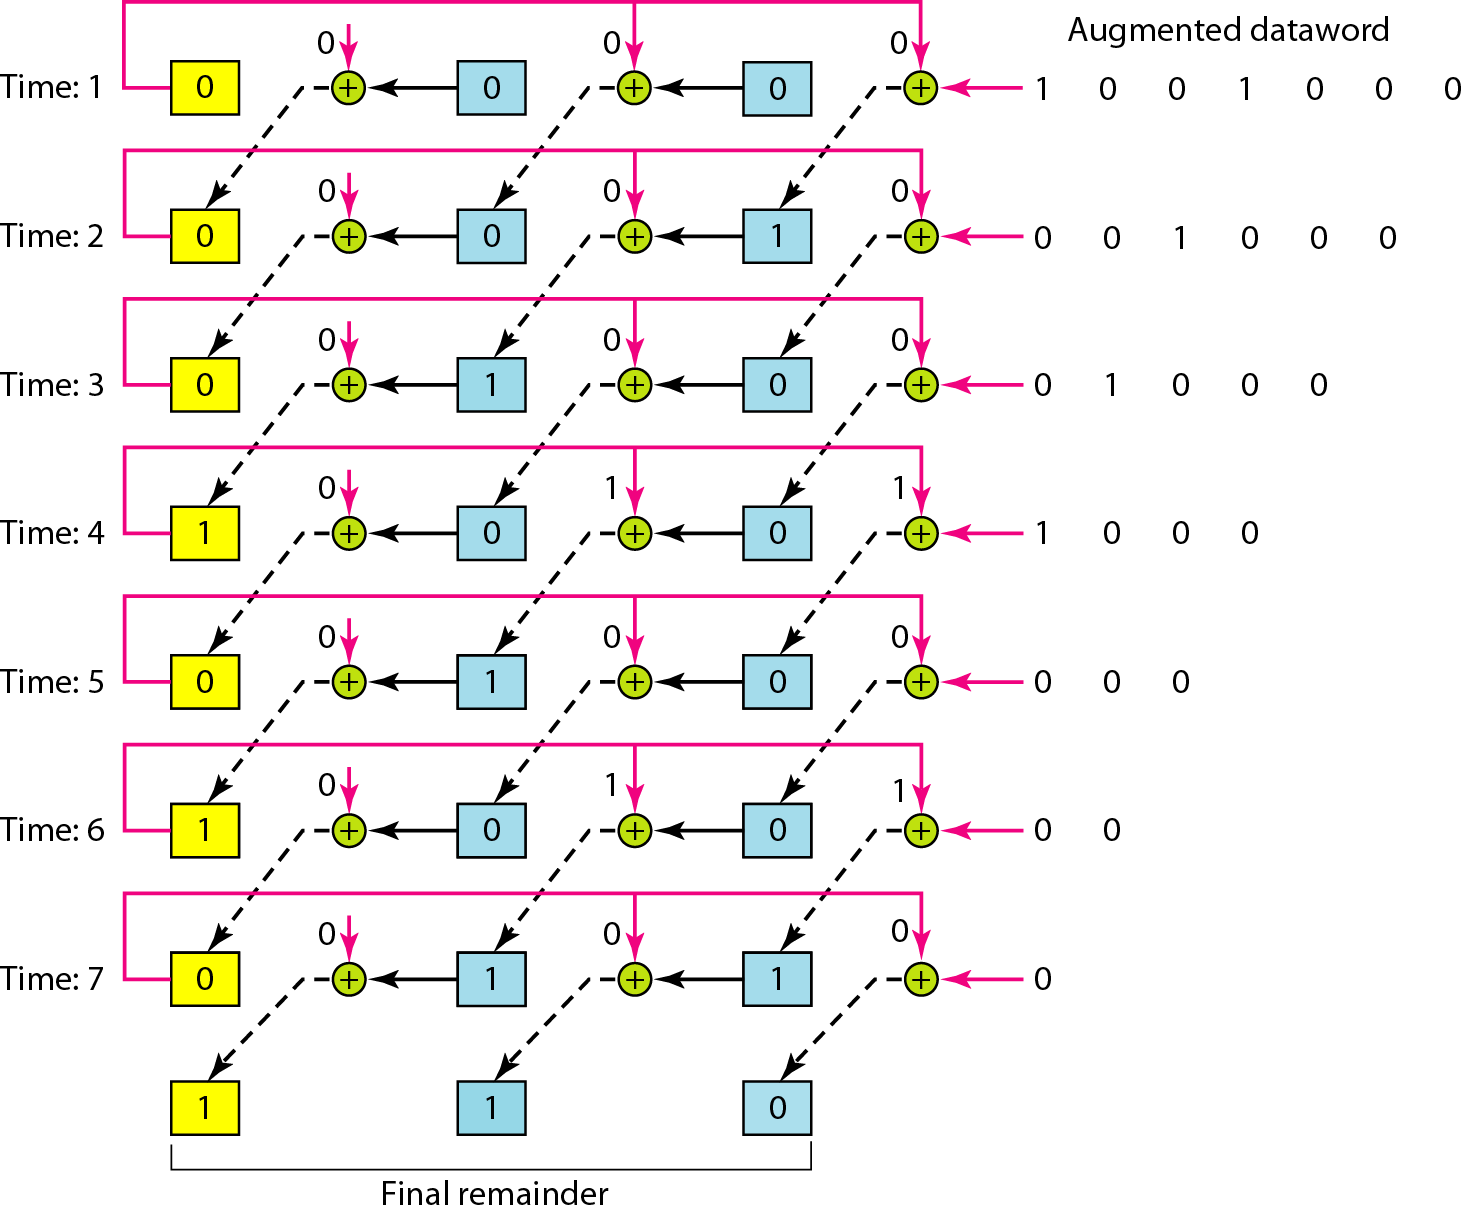 Augmented dataword
0 0 0
Time: 1 0 + 0 + 0 + 1 0 0 1 0 0 0
0 0 0
Time: 2 0 + 0 + 1 + 0 0 1 0 0 0
0 0 0
Time: 3 0 + 1 + 0 + 0 1 0 0 0
0 1 1
Time: 4 1 + 0 + 0 + 1 0 0 0
0 0 0
Time: 5 0 + 1 + 0 + 0 0 0
0 1 1
Time: 6 1 + 0 + 0 + 0 0
0 0 0
Time: 7 0 + 1 + 1 + 0
1 1 0
Final remainder